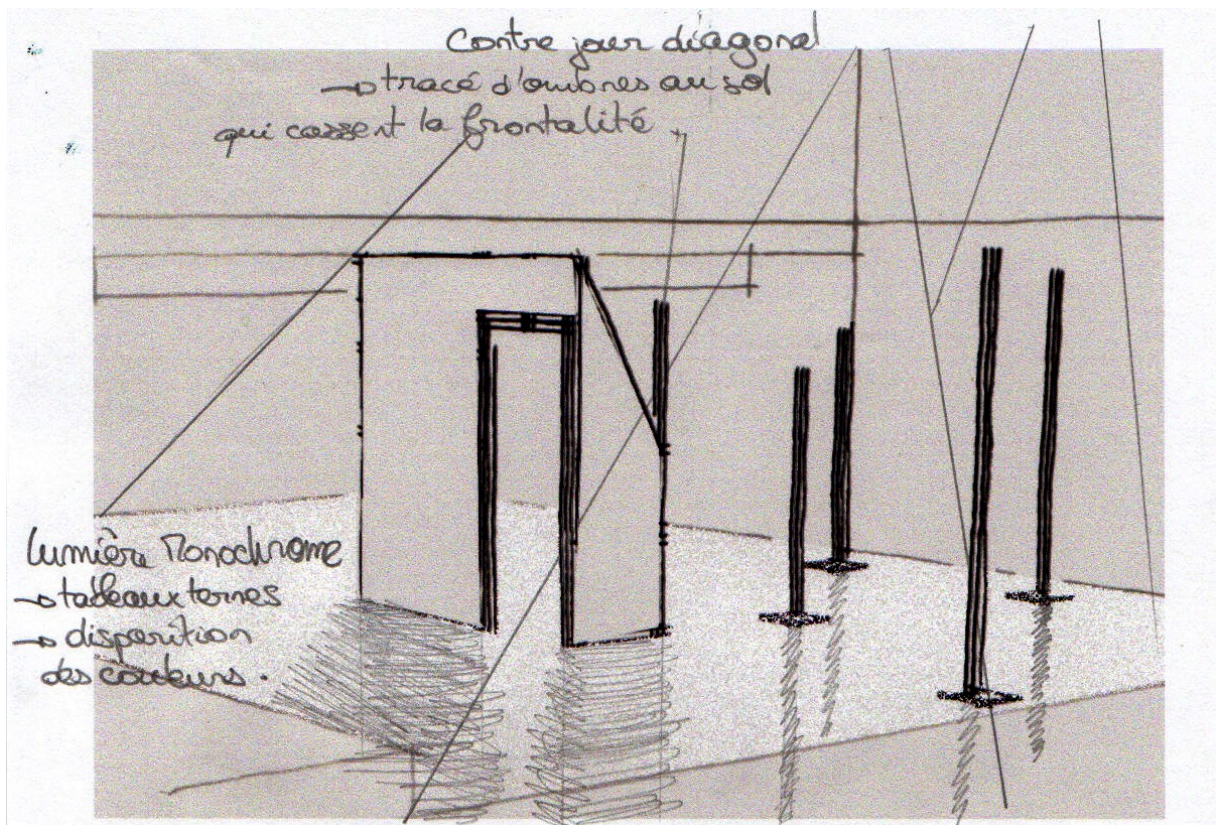 Contre jour diagonal
→ tracé d'ombres au sol
qui cassent la frontalité.
lumière Monochrome
→ tableaux ternes
→ disparition
des couleurs.